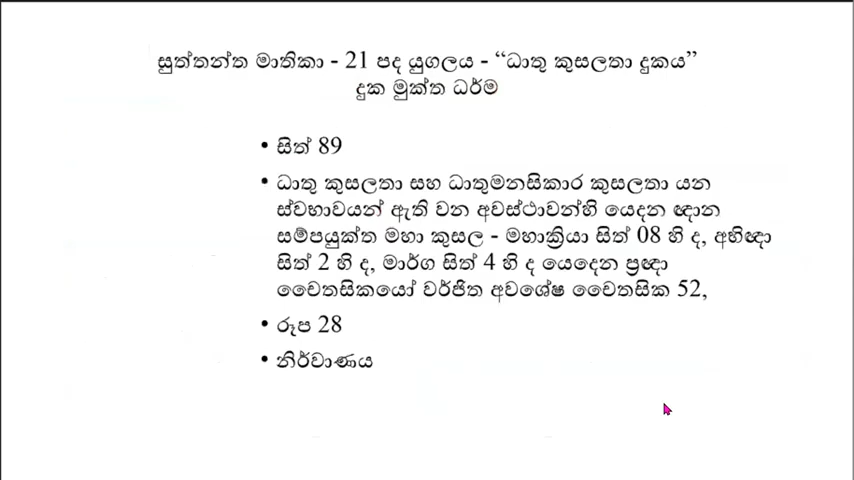 සුත්තන්ත මාතිකා - 21 පද යුගලය - “ධාතු කුසලතා දුකය”
දුක මුක්ත ධර්ම
• සිත් 89
• ධාතු කුසලතා සහ ධාතුමනසිකාර කුසලතා යන
ස්වභාවයන් ඇති වන අවස්ථාවන්හි යෙදන ඥාන
සම්පයුක්ත මහා කුසල - මහාක්‍රියා සිත් 08 හි ද, අභිඥා
සිත් 2 හි ද, මාර්ග සිත් 4 හි ද යෙදෙන ප්‍රඥා
චෛතසිකයෝ වර්ජිත අවශේෂ චෛතසික 52,
• රූප 28
• නිර්වාණය